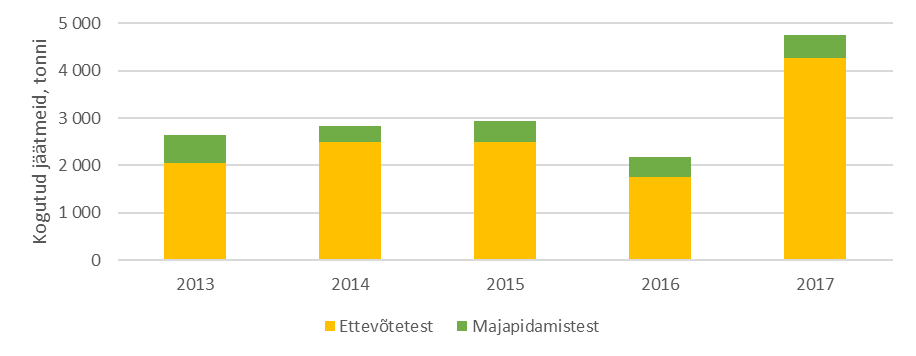 Kogutud jäätmeid, tonni
5 000
4 000
3 000
2 000
1 000
0
2013 2014 2015 2016 2017
Ettevõtetest Majapidamistest